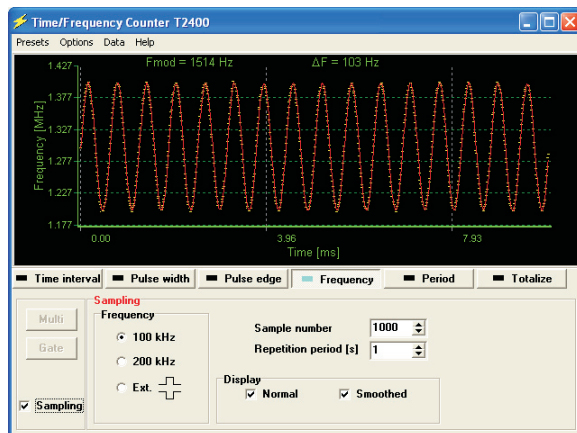 Time/Frequency Counter T2400
Presets Options Data Help
Fmod = 1514 Hz ΔF = 103 Hz
1.427
1.377
1.327
1.277
1.227
1.177
Frequency [MHz]
0.00 3.96 7.93
Time [ms]
Time interval Pulse width Pulse edge Frequency Period Totalize
Sampling
Multi
Gate
Sampling
Frequency
100 kHz
200 kHz
Ext.
Sample number 1000
Repetition period [s] 1
Display
Normal Smoothed